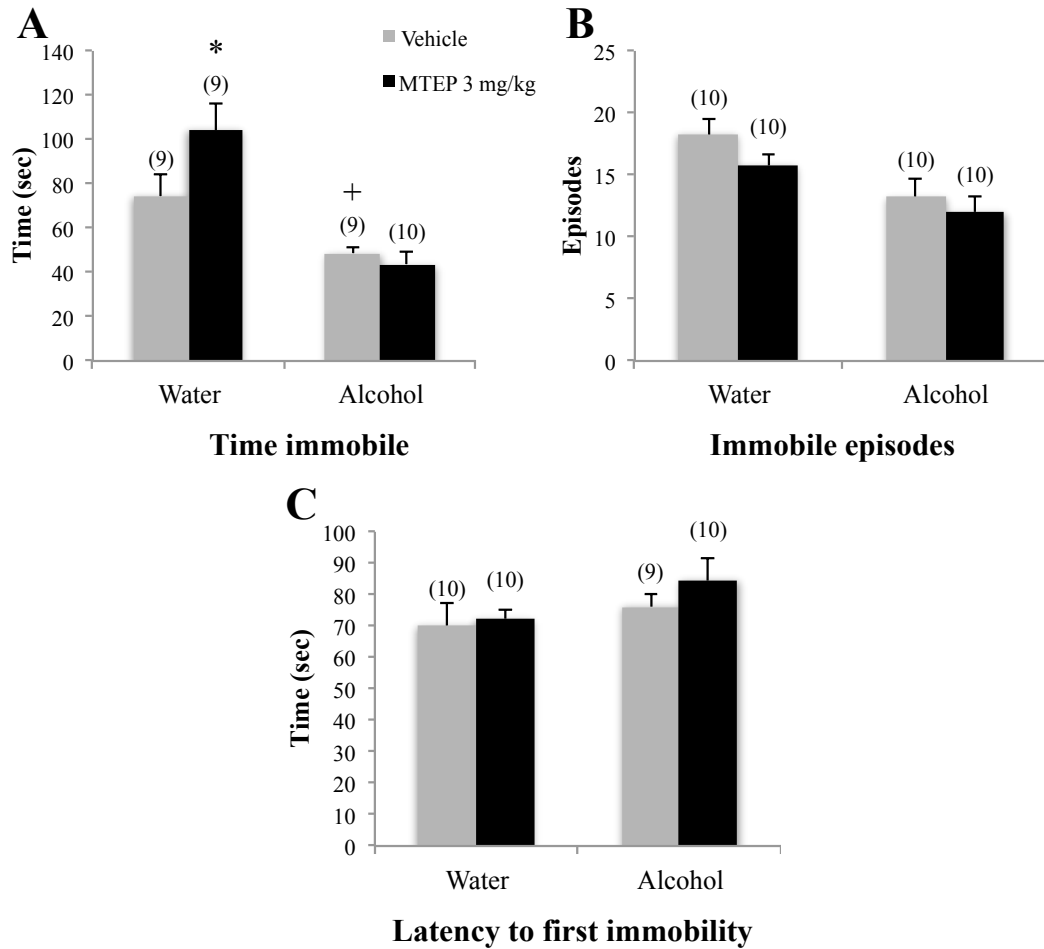 A
Vehicle
MTEP 3 mg/kg
Time (sec)
140
120
100
80
60
40
20
0
*
(9)
(9)
+
(9)
(10)
Water Alcohol
Time immobile
B
Episodes
25
20
15
10
5
0
(10)
(10)
(10)
(10)
Water Alcohol
Immobile episodes
C
Time (sec)
100
90
80
70
60
50
40
30
20
10
0
(10)
(10)
(9)
(10)
Water Alcohol
Latency to first immobility